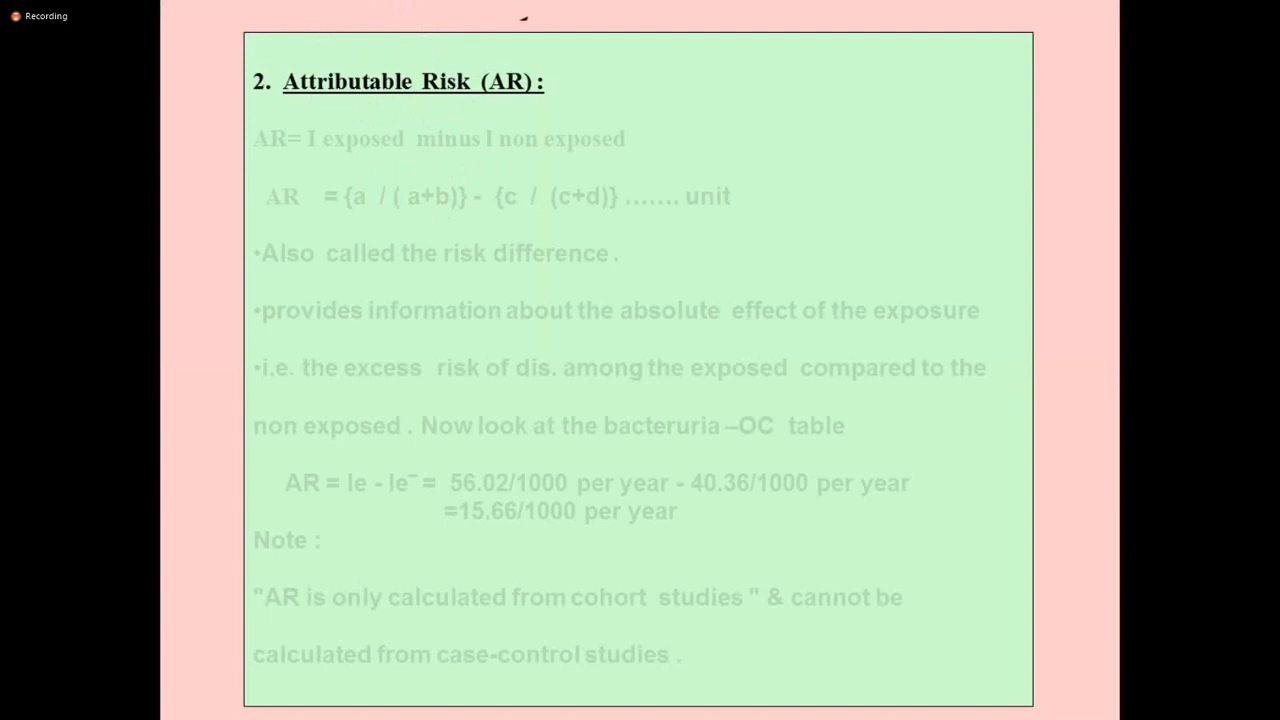 Recording
2. Attributable Risk (AR) :
AR= I exposed minus I non exposed
AR = {a / ( a+b)} - {c / (c+d)} ....... unit
•Also called the risk difference .
•provides information about the absolute effect of the exposure
•i.e. the excess risk of dis. among the exposed compared to the
non exposed . Now look at the bacteruria –OC table
AR = Ie - Ie¯ = 56.02/1000 per year - 40.36/1000 per year
=15.66/1000 per year
Note :
"AR is only calculated from cohort studies " & cannot be
calculated from case-control studies .